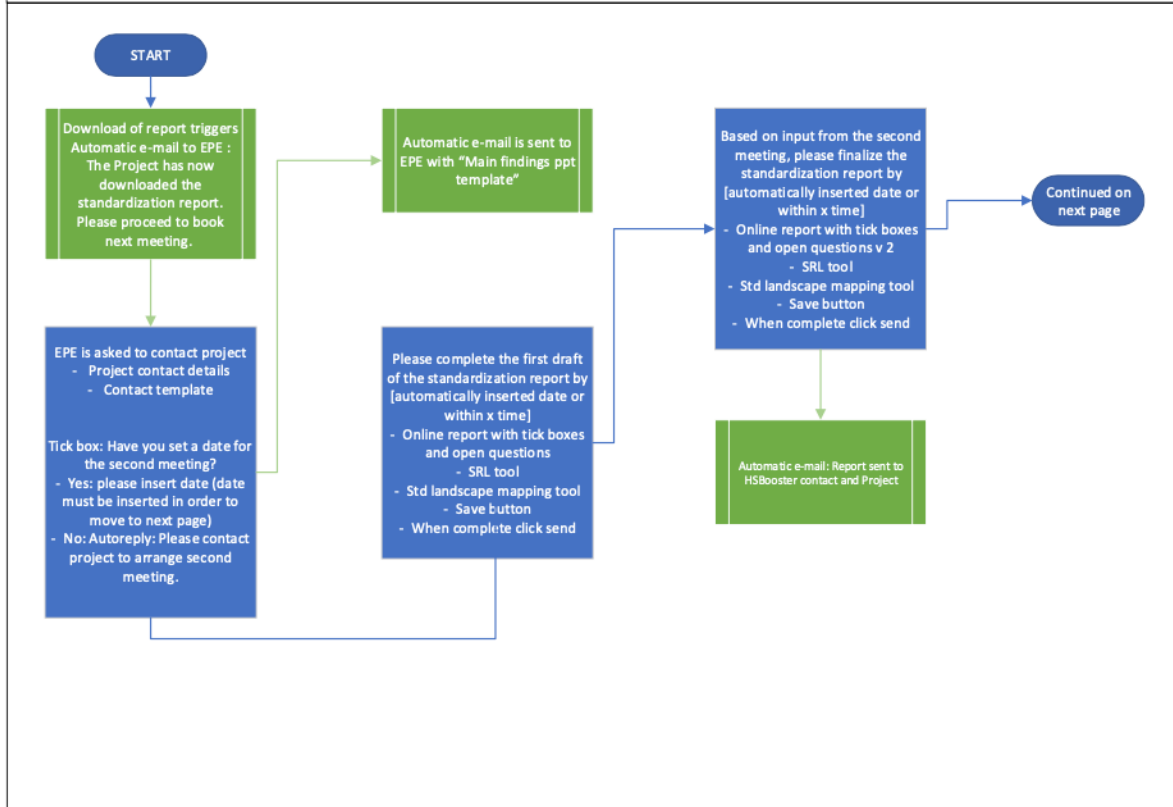 START
Download of report triggers
Automatic e-mail to EPE :
The Project has now
downloaded the
standardization report.
Please proceed to book
next meeting.
EPE is asked to contact project
- Project contact details
- Contact template
Tick box: Have you set a date for
the second meeting?
- Yes: please insert date (date
must be inserted in order to
move to next page)
- No: Autoreply: Please contact
project to arrange second
meeting.
Automatic e-mail is sent to
EPE with “Main findings ppt
template”
Please complete the first draft
of the standardization report by
[automatically inserted date or
within x time]
- Online report with tick boxes
and open questions
- SRL tool
- Std landscape mapping tool
- Save button
- When complete click send
Based on input from the second
meeting, please finalize the
standardization report by
[automatically inserted date or
within x time]
- Online report with tick boxes
and open questions v 2
- SRL tool
- Std landscape mapping tool
- Save button
- When complete click send
Automatic e-mail: Report sent to
HSBooster contact and Project
Continued on
next page